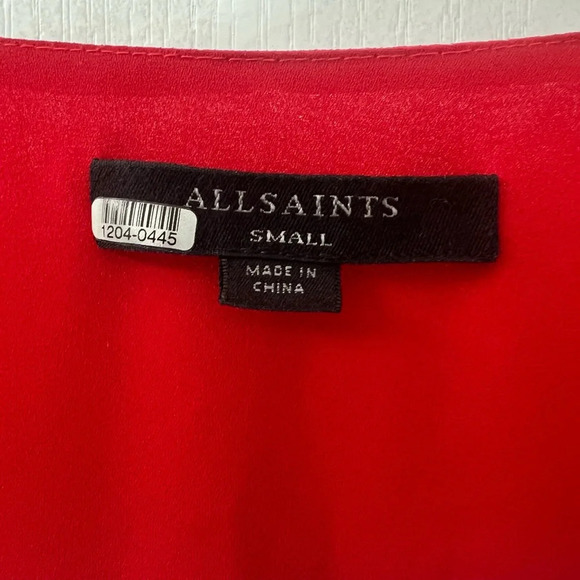 ALLSAINTS
SMALL
1204-0445
MADE IN
CHINA